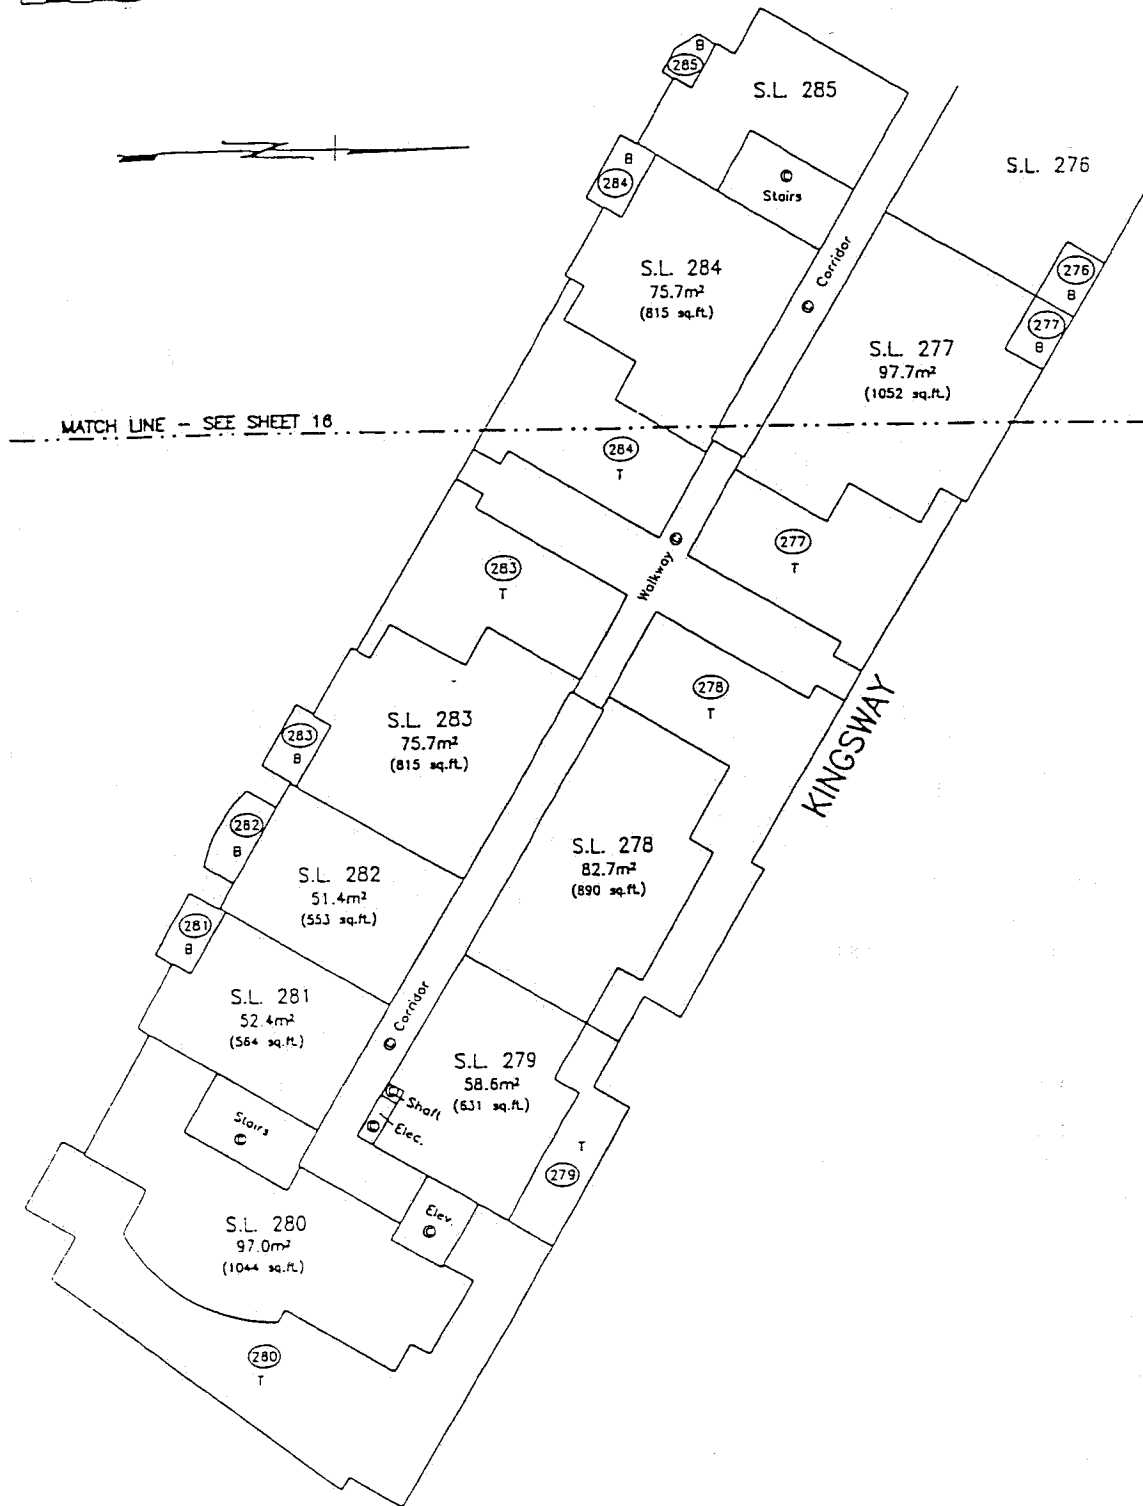 B
285
S.L. 285
B
284
© Stairs
S.L. 276
S.L. 284
75.7m²
(815 sq.ft.)
© Corridor
276
B
277
B
S.L. 277
97.7m²
(1052 sq.ft.)
MATCH LINE - SEE SHEET 16
284
T
© Walkway
277
T
283
T
278
T
KINGSWAY
S.L. 283
75.7m²
(815 sq.ft.)
283
B
282
B
S.L. 278
82.7m²
(890 sq.ft.)
S.L. 282
51.4m²
(553 sq.ft.)
281
B
S.L. 281
52.4m²
(564 sq.ft.)
© Corridor
S.L. 279
58.6m²
(631 sq.ft.)
© Shaft
© Elec.
Stairs
©
T
279
Elev.
©
S.L. 280
97.0m²
(1044 sq.ft.)
280
T